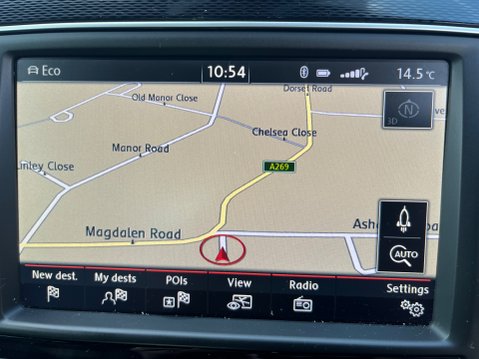 Eco 10:54 14.5°C
Old Manor Close
Dorset Road
N
3D
Chelsea Close
Manor Road
A269
Magdalen Road
AUTO
New dest. My dests POIs View Radio Settings